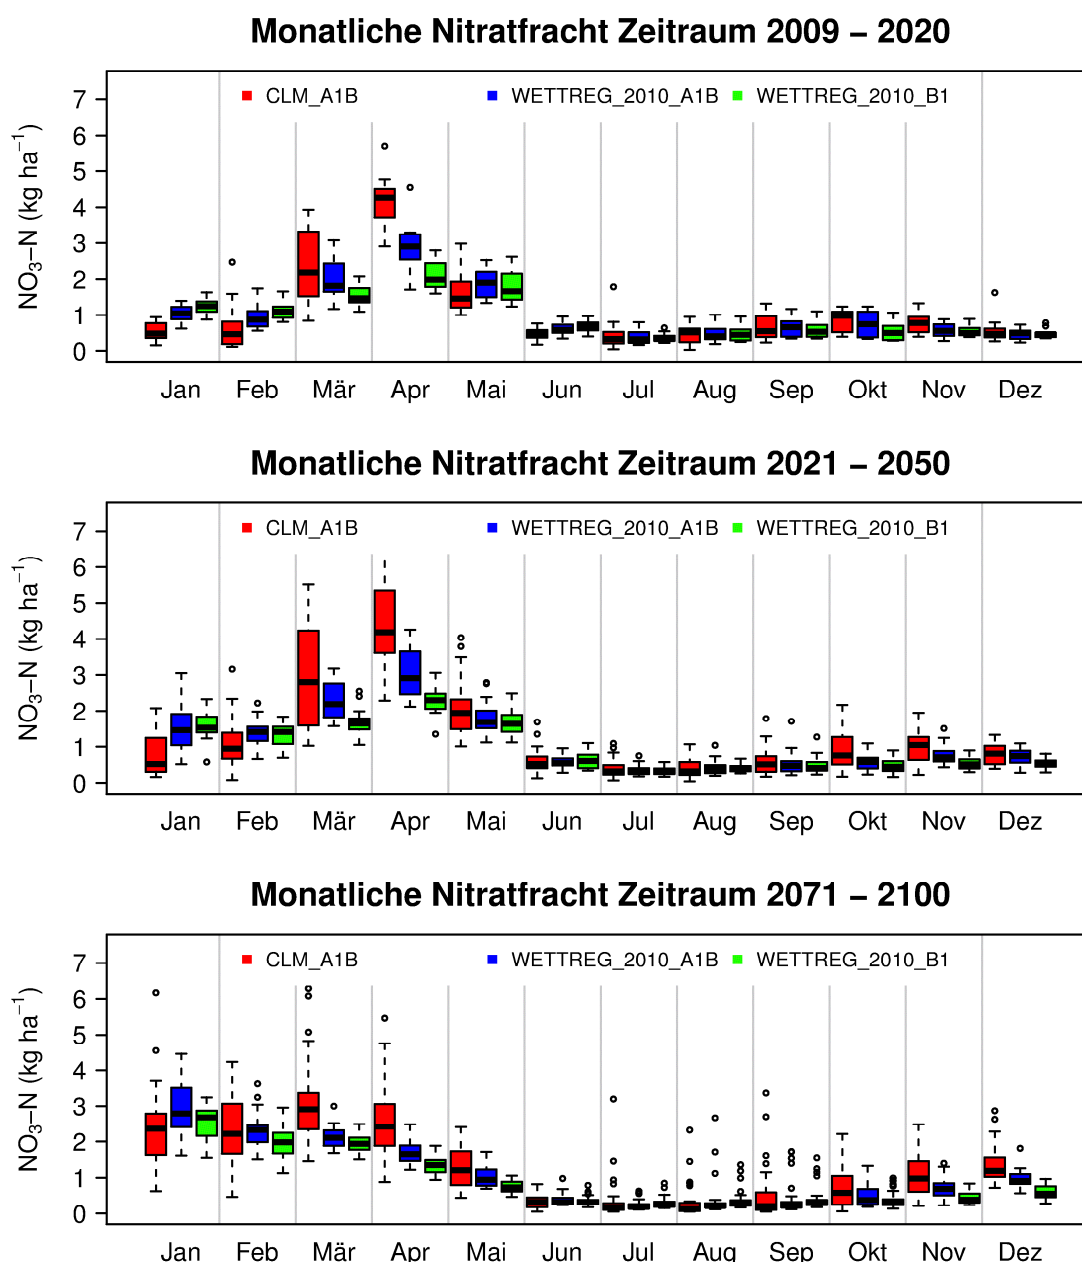 Monatliche Nitratfracht Zeitraum 2009 – 2020
CLM_A1B WETTREG_2010_A1B WETTREG_2010_B1
NO₃–N (kg ha⁻¹)
7
6
5
4
3
2
1
0
Jan Feb Mär Apr Mai Jun Jul Aug Sep Okt Nov Dez
Monatliche Nitratfracht Zeitraum 2021 – 2050
CLM_A1B WETTREG_2010_A1B WETTREG_2010_B1
NO₃–N (kg ha⁻¹)
7
6
5
4
3
2
1
0
Jan Feb Mär Apr Mai Jun Jul Aug Sep Okt Nov Dez
Monatliche Nitratfracht Zeitraum 2071 – 2100
CLM_A1B WETTREG_2010_A1B WETTREG_2010_B1
NO₃–N (kg ha⁻¹)
7
6
5
4
3
2
1
0
Jan Feb Mär Apr Mai Jun Jul Aug Sep Okt Nov Dez